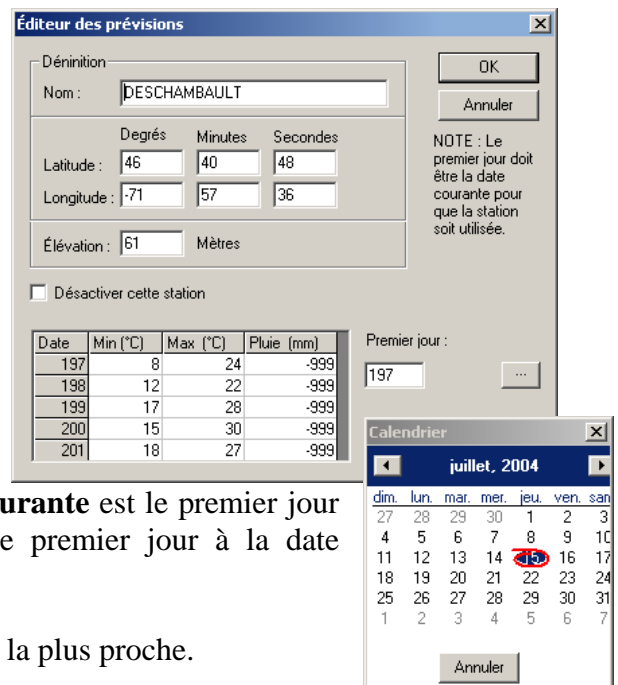 Éditeur des prévisions
Déninition
Nom : DESCHAMBAULT
Degrés Minutes Secondes
Latitude : 46 40 48
Longitude : -71 57 36
Élévation : 61 Mètres
Désactiver cette station
OK
Annuler
NOTE : Le
premier jour doit
être la date
courante pour
que la station
soit utilisée.
Date Min (°C) Max (°C) Pluie (mm)
197 8 24 -999
198 12 22 -999
199 17 28 -999
200 15 30 -999
201 18 27 -999
Premier jour :
197 ...
Calendrier
juillet, 2004
dim. lun. mar. mer. jeu. ven. san
27 28 29 30 1 2 3
4 5 6 7 8 9 10
11 12 13 14 15 16 17
18 19 20 21 22 23 24
25 26 27 28 29 30 31
1 2 3 4 5 6 7
Annuler
urante est le premier jour
e premier jour à la date
la plus proche.